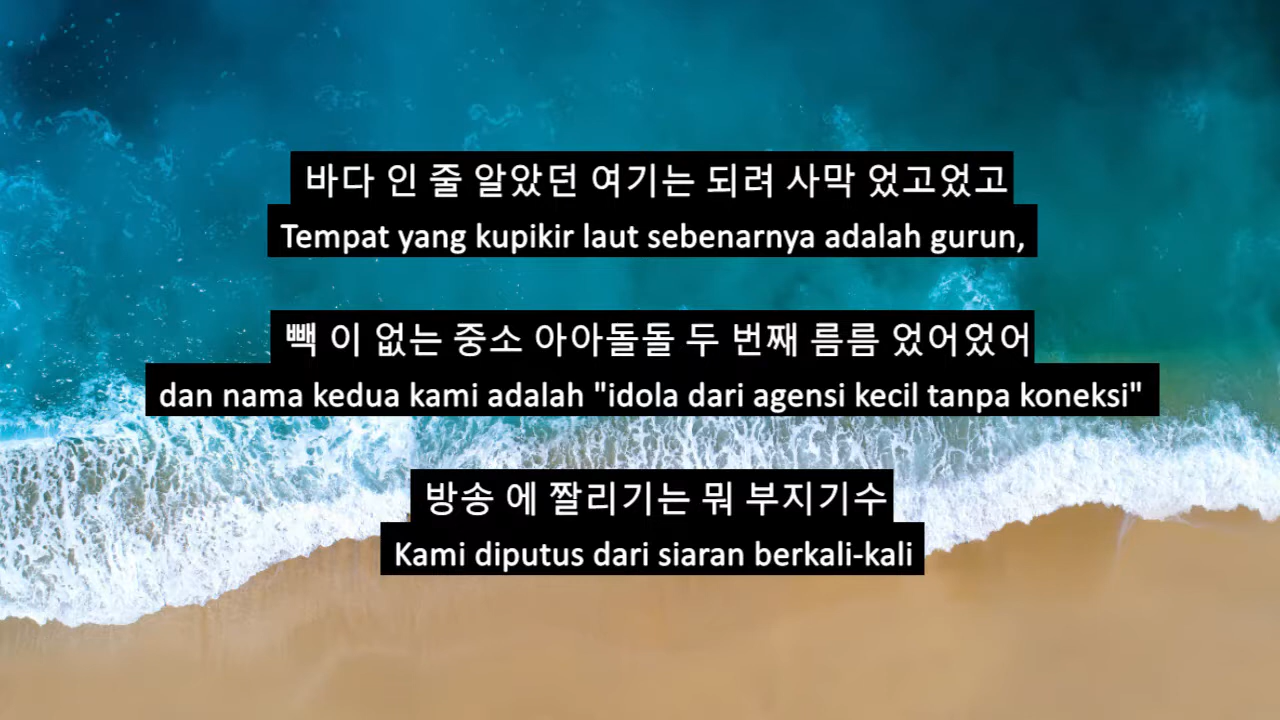 바다 인 줄 알았던 여기는 되려 사막 었고었고
Tempat yang kupikir laut sebenarnya adalah gurun,
빽 이 없는 중소 아아돌돌 두 번째 름름 었어었어
dan nama kedua kami adalah "idola dari agensi kecil tanpa koneksi"
방송 에 짤리기는 뭐 부지기수
Kami diputus dari siaran berkali-kali